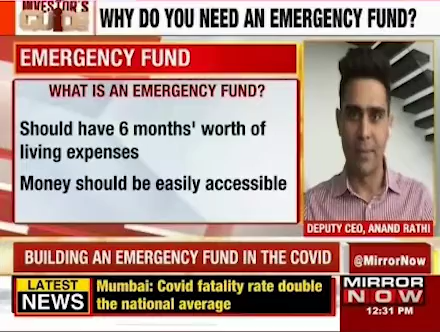 INVESTOR'S
GUIDE
WHY DO YOU NEED AN EMERGENCY FUND?
EMERGENCY FUND
WHAT IS AN EMERGENCY FUND?
Should have 6 months' worth of
living expenses
Money should be easily accessible
DEPUTY CEO, ANAND RATHI
BUILDING AN EMERGENCY FUND IN THE COVID
@MirrorNow
LATEST
NEWS
Mumbai: Covid fatality rate double
the national average
MIRROR
NOW
12:31 PM